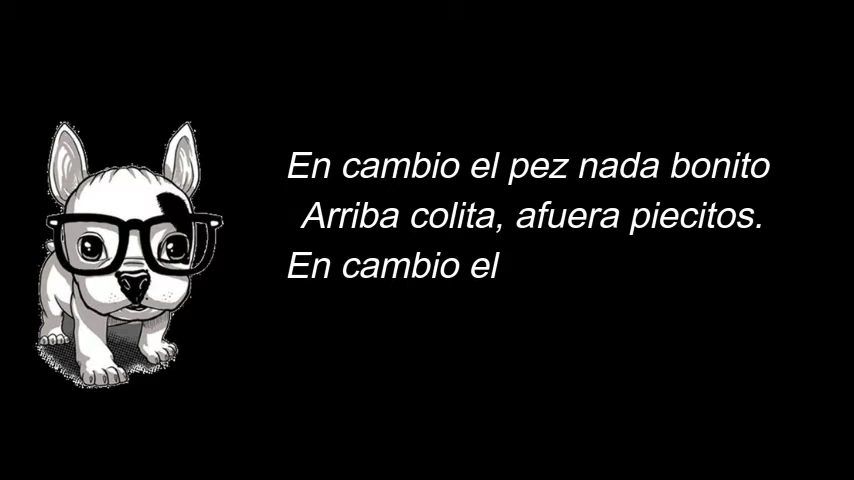 En cambio el pez nada bonito
Arriba colita, afuera piecitos.
En cambio el